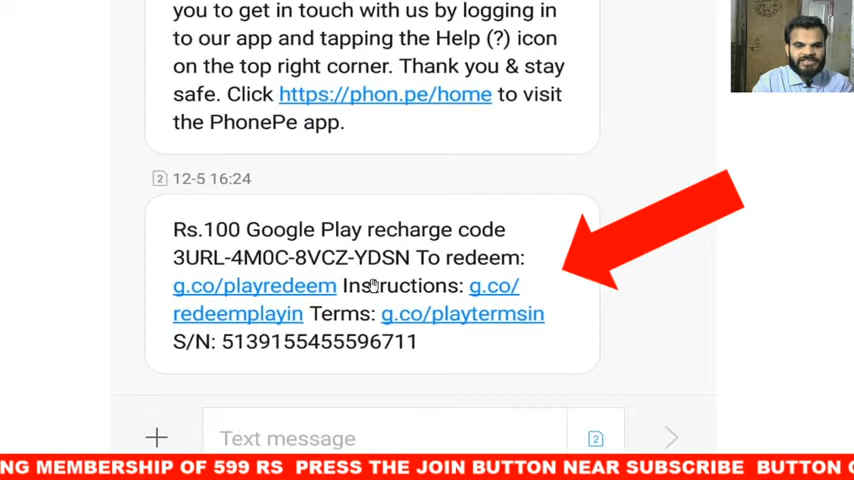 you to get in touch with us by logging in
to our app and tapping the Help (?) icon
on the top right corner. Thank you & stay
safe. Click https://phon.pe/home to visit
the PhonePe app.
2 12-5 16:24
Rs.100 Google Play recharge code
3URL-4M0C-8VCZ-YDSN To redeem:
g.co/playredeem Instructions: g.co/
redeemplayin Terms: g.co/playtermsin
S/N: 5139155455596711
Text message 2
NG MEMBERSHIP OF 599 RS PRESS THE JOIN BUTTON NEAR SUBSCRIBE BUTTON